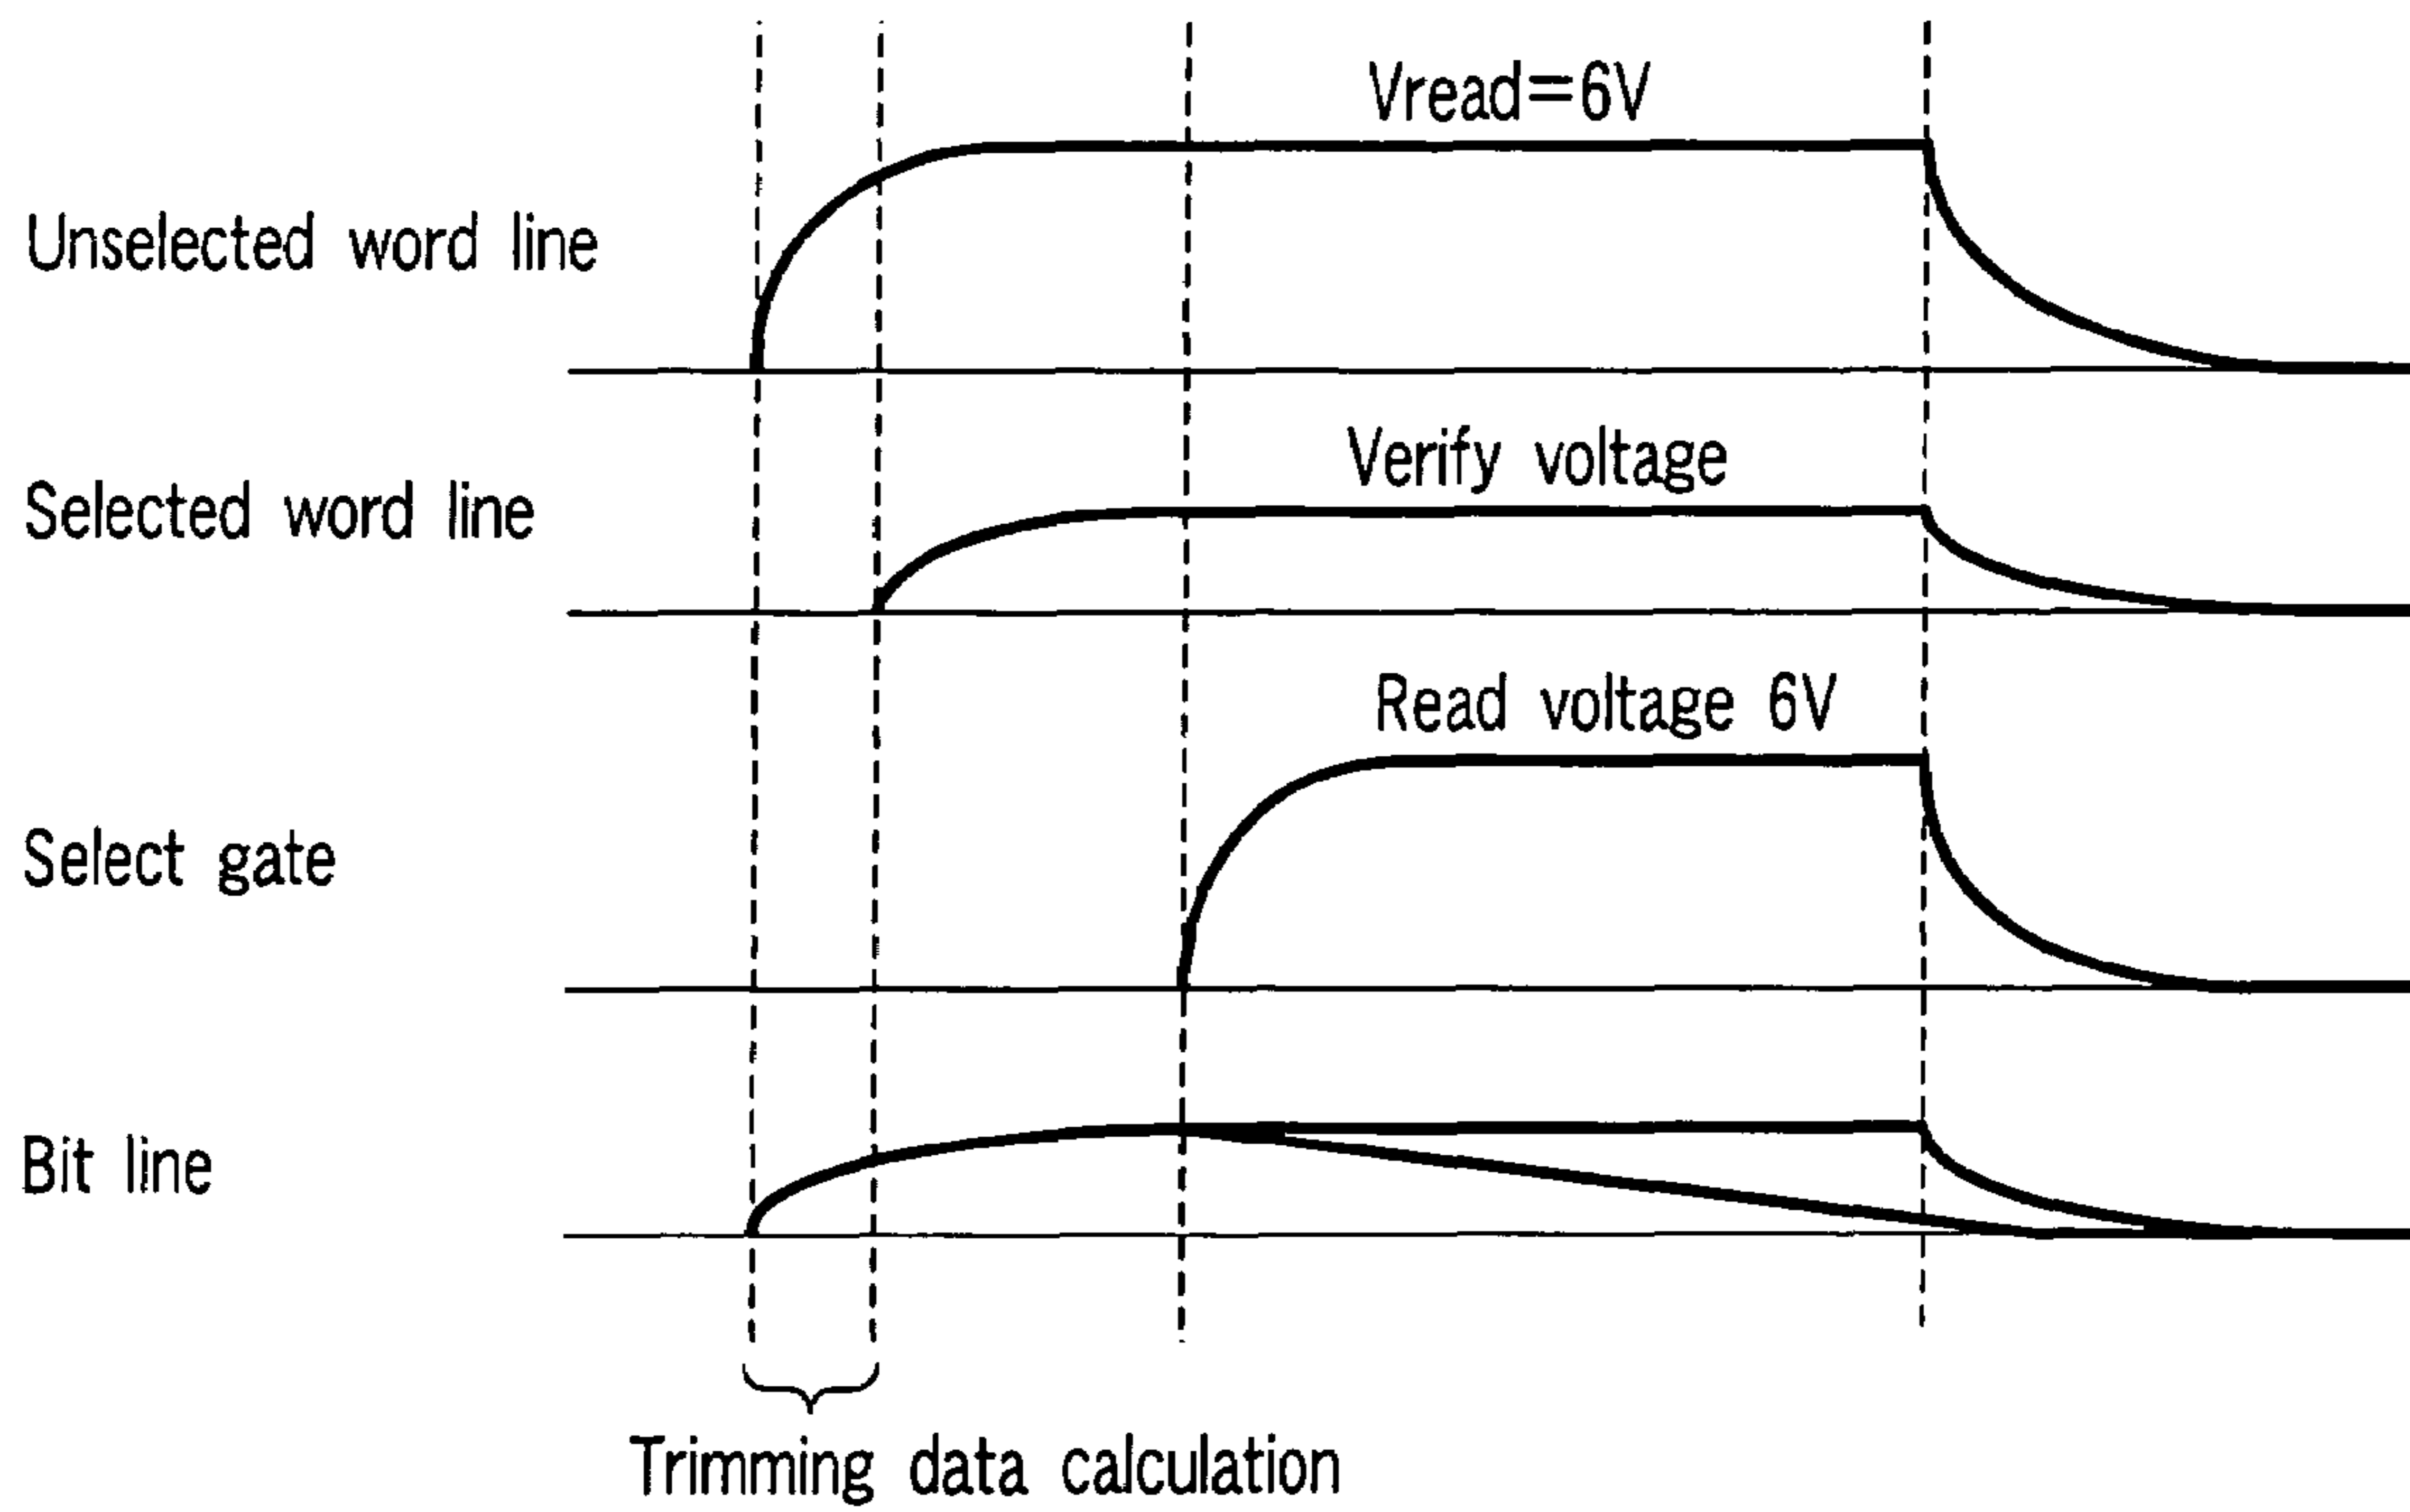 Vread=6V
Unselected word line
Verify voltage
Selected word line
Read voltage 6V
Select gate
Bit line
Trimming data calculation